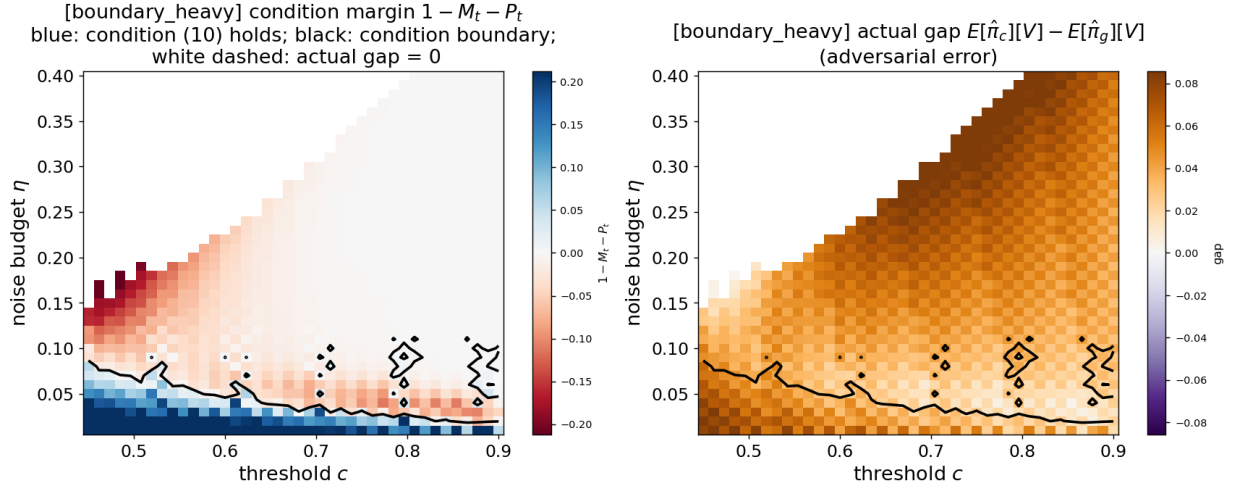 [boundary_heavy] condition margin 1 − M_t − P_t
blue: condition (10) holds; black: condition boundary;
white dashed: actual gap = 0
0.40
0.35
0.30
0.25
0.20
0.15
0.10
0.05
noise budget η
0.5 0.6 0.7 0.8 0.9
threshold c
0.20
0.15
0.10
0.05
0.00
−0.05
−0.10
−0.15
−0.20
1 − M_t − P_t
[boundary_heavy] actual gap E[π̂_c][V] − E[π̂_g][V]
(adversarial error)
0.40
0.35
0.30
0.25
0.20
0.15
0.10
0.05
noise budget η
0.5 0.6 0.7 0.8 0.9
threshold c
0.08
0.06
0.04
0.02
0.00
−0.02
−0.04
−0.06
−0.08
gap